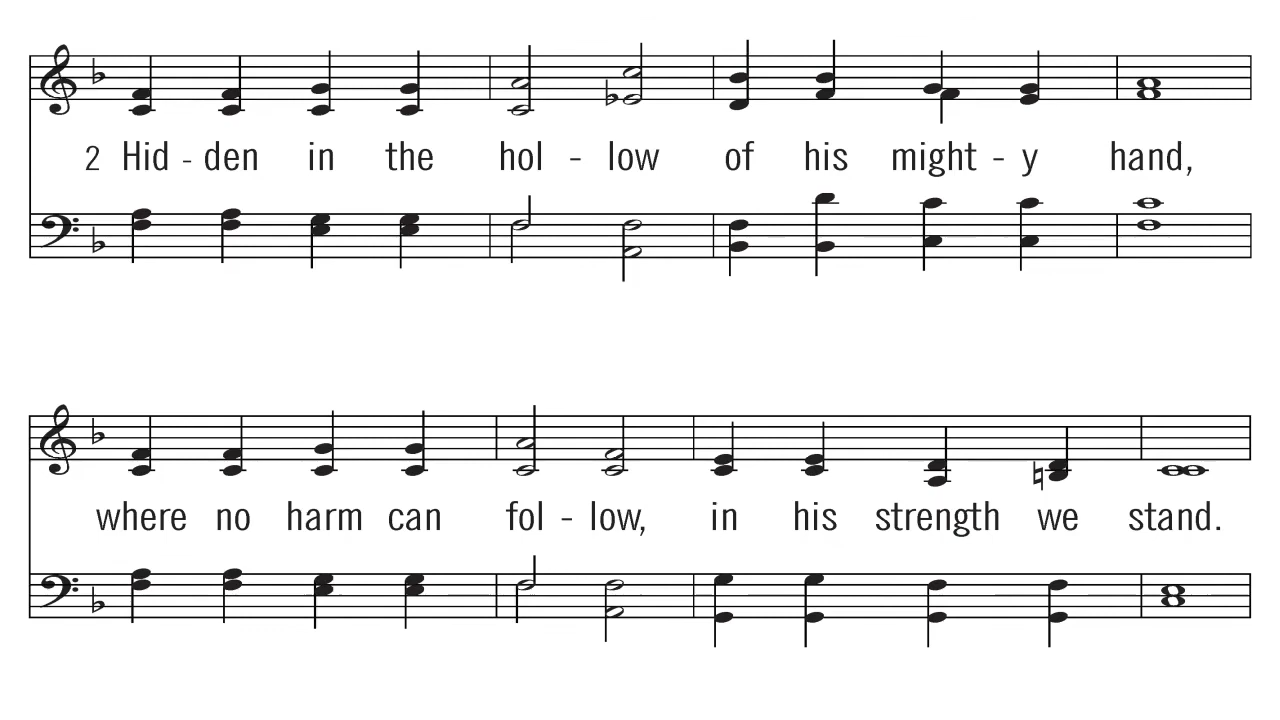 2 Hid - den in the hol - low of his might - y hand,
where no harm can fol - low, in his strength we stand.